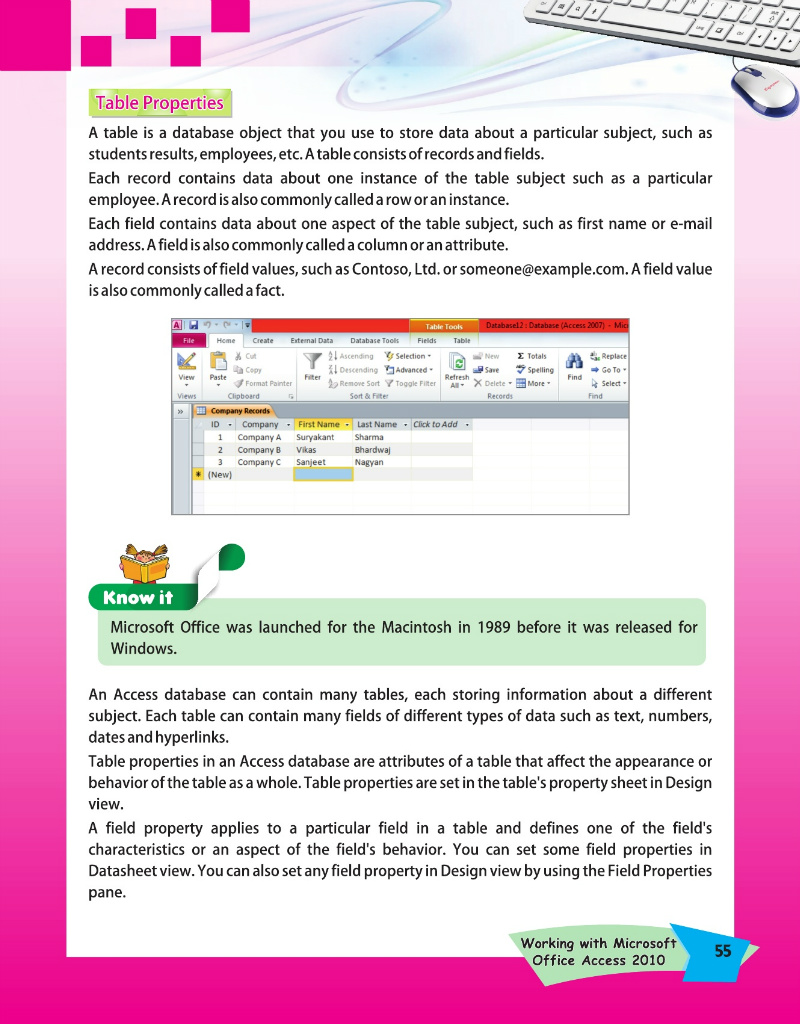 Table Properties
A table is a database object that you use to store data about a particular subject, such as
students results, employees, etc. A table consists of records and fields.
Each record contains data about one instance of the table subject such as a particular
employee. A record is also commonly called a row or an instance.
Each field contains data about one aspect of the table subject, such as first name or e-mail
address. A field is also commonly called a column or an attribute.
A record consists of field values, such as Contoso, Ltd. or someone@example.com. A field value
is also commonly called a fact.
Table Tools Database12 : Database (Access 2007) - Micr
File Home Create External Data Database Tools Fields Table
Cut Ascending Selection New Totals Replace
Copy Descending Advanced Save Spelling Go To
View Paste Format Painter Filter Remove Sort Toggle Filter Refresh All Delete More Find Select
Views Clipboard Sort & Filter Records Find
Company Records
ID Company First Name Last Name Click to Add
1 Company A Suryakant Sharma
2 Company B Vikas Bhardwaj
3 Company C Sanjeet Nagyan
* (New)
Know it
Microsoft Office was launched for the Macintosh in 1989 before it was released for
Windows.
An Access database can contain many tables, each storing information about a different
subject. Each table can contain many fields of different types of data such as text, numbers,
dates and hyperlinks.
Table properties in an Access database are attributes of a table that affect the appearance or
behavior of the table as a whole. Table properties are set in the table's property sheet in Design
view.
A field property applies to a particular field in a table and defines one of the field's
characteristics or an aspect of the field's behavior. You can set some field properties in
Datasheet view. You can also set any field property in Design view by using the Field Properties
pane.
Working with Microsoft
Office Access 2010
55